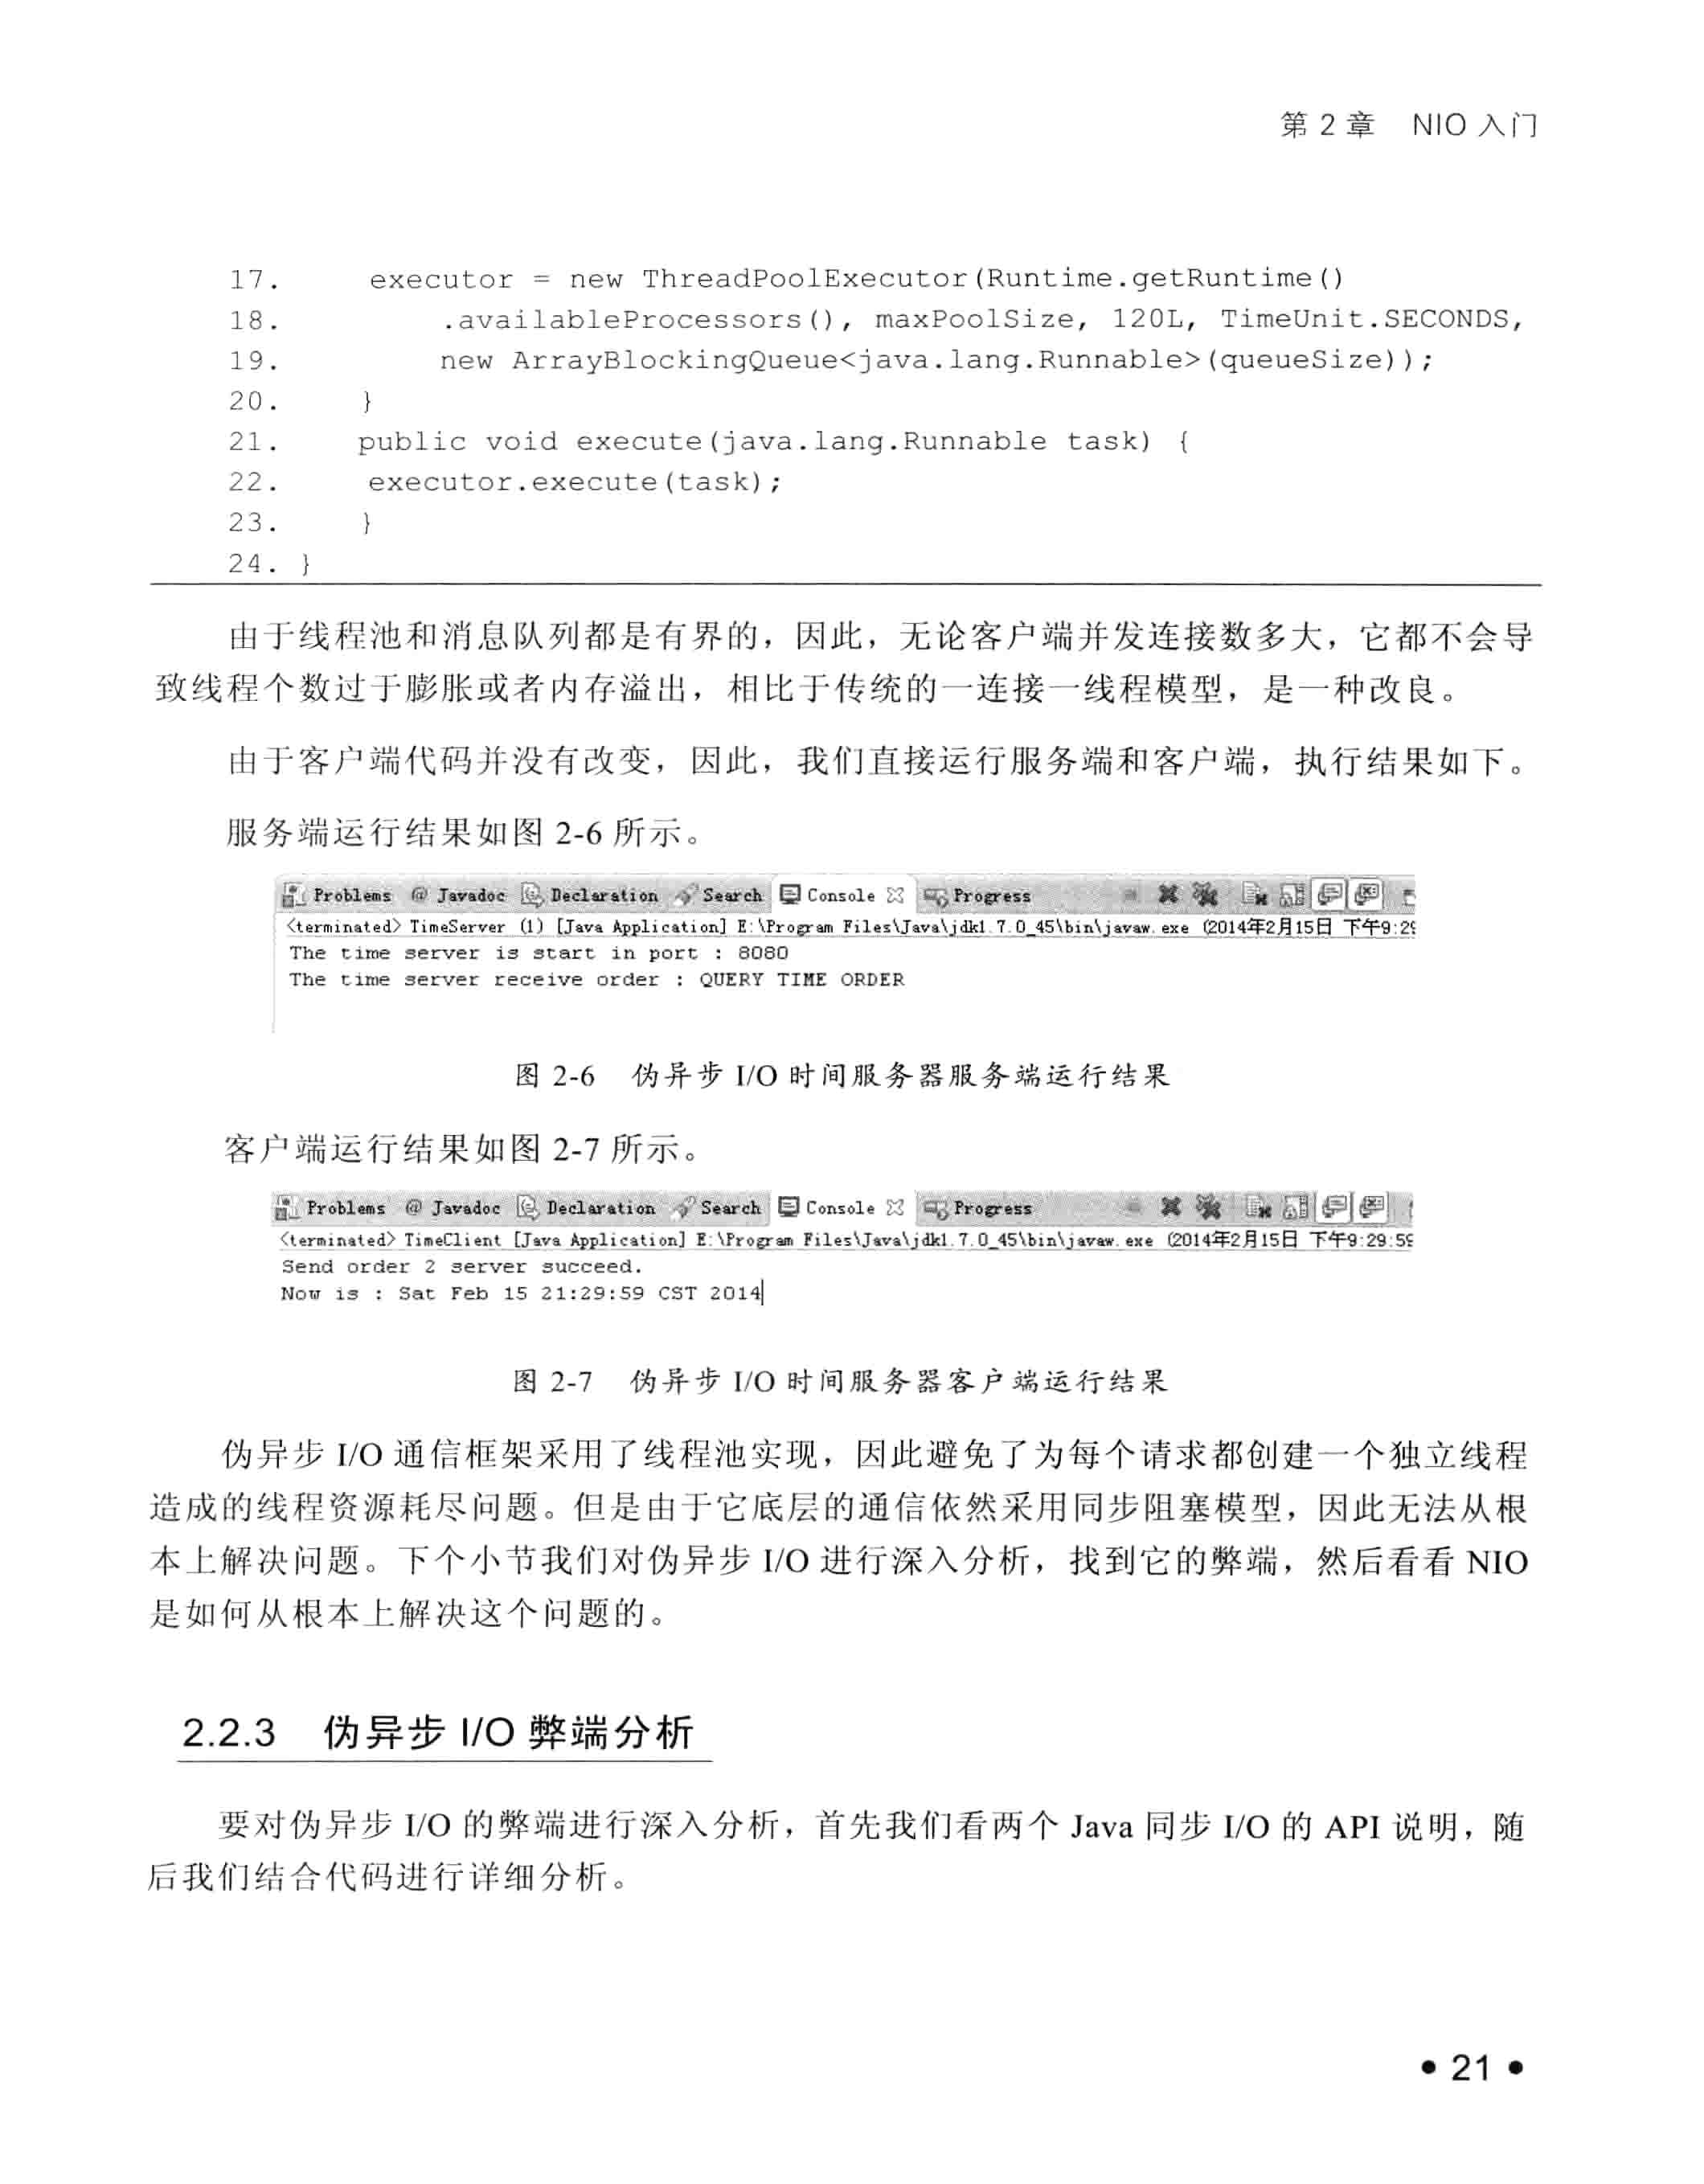 第 2 章 NIO 入门
17. executor = new ThreadPoolExecutor(Runtime.getRuntime()
18. .availableProcessors(), maxPoolSize, 120L, TimeUnit.SECONDS,
19. new ArrayBlockingQueue<java.lang.Runnable>(queueSize));
20. }
21. public void execute(java.lang.Runnable task) {
22. executor.execute(task);
23. }
24. }
由于线程池和消息队列都是有界的，因此，无论客户端并发连接数多大，它都不会导
致线程个数过于膨胀或者内存溢出，相比于传统的一连接一线程模型，是一种改良。
由于客户端代码并没有改变，因此，我们直接运行服务端和客户端，执行结果如下。
服务端运行结果如图 2-6 所示。
Problems @ Javadoc Declaration Search Console Progress
<terminated> TimeServer (1) [Java Application] E:\Program Files\Java\jdk1.7.0_45\bin\javaw.exe (2014年2月15日 下午9:29
The time server is start in port : 8080
The time server receive order : QUERY TIME ORDER
图 2-6 伪异步 I/O 时间服务器服务端运行结果
客户端运行结果如图 2-7 所示。
Problems @ Javadoc Declaration Search Console Progress
<terminated> TimeClient [Java Application] E:\Program Files\Java\jdk1.7.0_45\bin\javaw.exe (2014年2月15日 下午9:29:59
Send order 2 server succeed.
Now is : Sat Feb 15 21:29:59 CST 2014
图 2-7 伪异步 I/O 时间服务器客户端运行结果
伪异步 I/O 通信框架采用了线程池实现，因此避免了为每个请求都创建一个独立线程
造成的线程资源耗尽问题。但是由于它底层的通信依然采用同步阻塞模型，因此无法从根
本上解决问题。下个小节我们对伪异步 I/O 进行深入分析，找到它的弊端，然后看看 NIO
是如何从根本上解决这个问题的。
2.2.3 伪异步 I/O 弊端分析
要对伪异步 I/O 的弊端进行深入分析，首先我们看两个 Java 同步 I/O 的 API 说明，随
后我们结合代码进行详细分析。
• 21 •